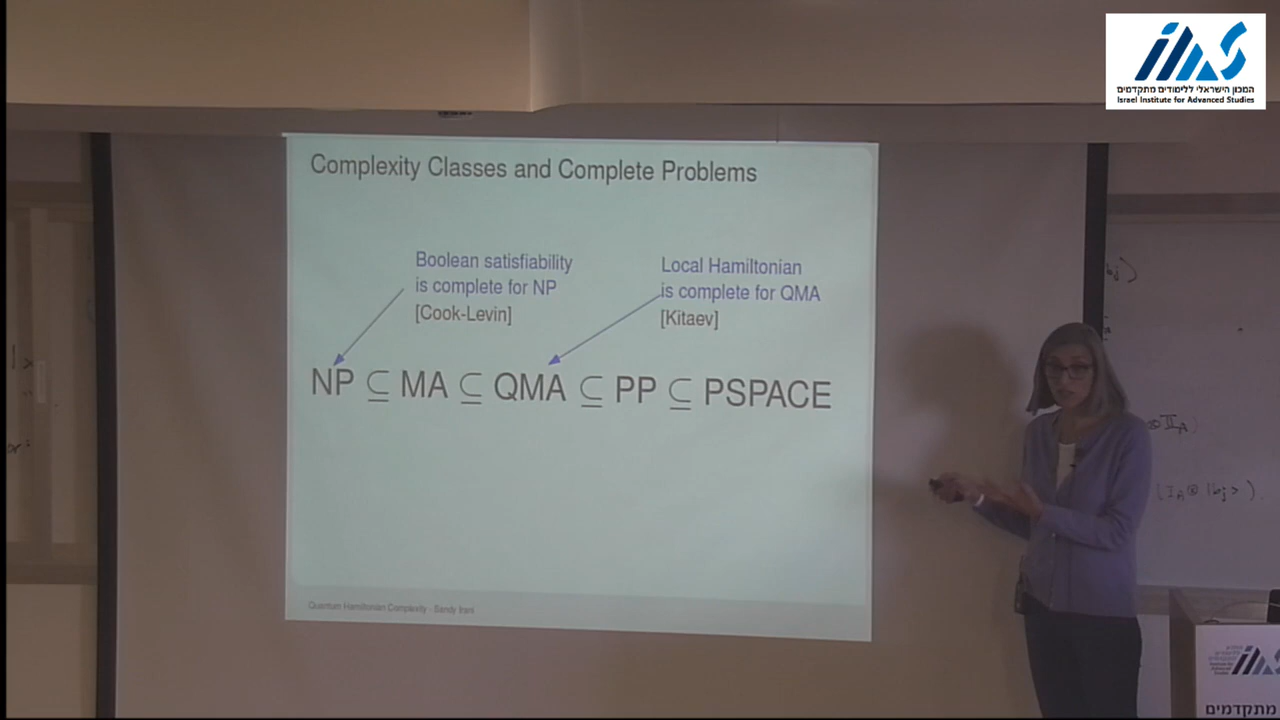 המכון הישראלי ללימודים מתקדמים
Israel Institute for Advanced Studies
Complexity Classes and Complete Problems
Boolean satisfiability
is complete for NP
[Cook-Levin]
Local Hamiltonian
is complete for QMA
[Kitaev]
NP ⊆ MA ⊆ QMA ⊆ PP ⊆ PSPACE
Quantum Hamiltonian Complexity - Sandy Irani
מתקדמים